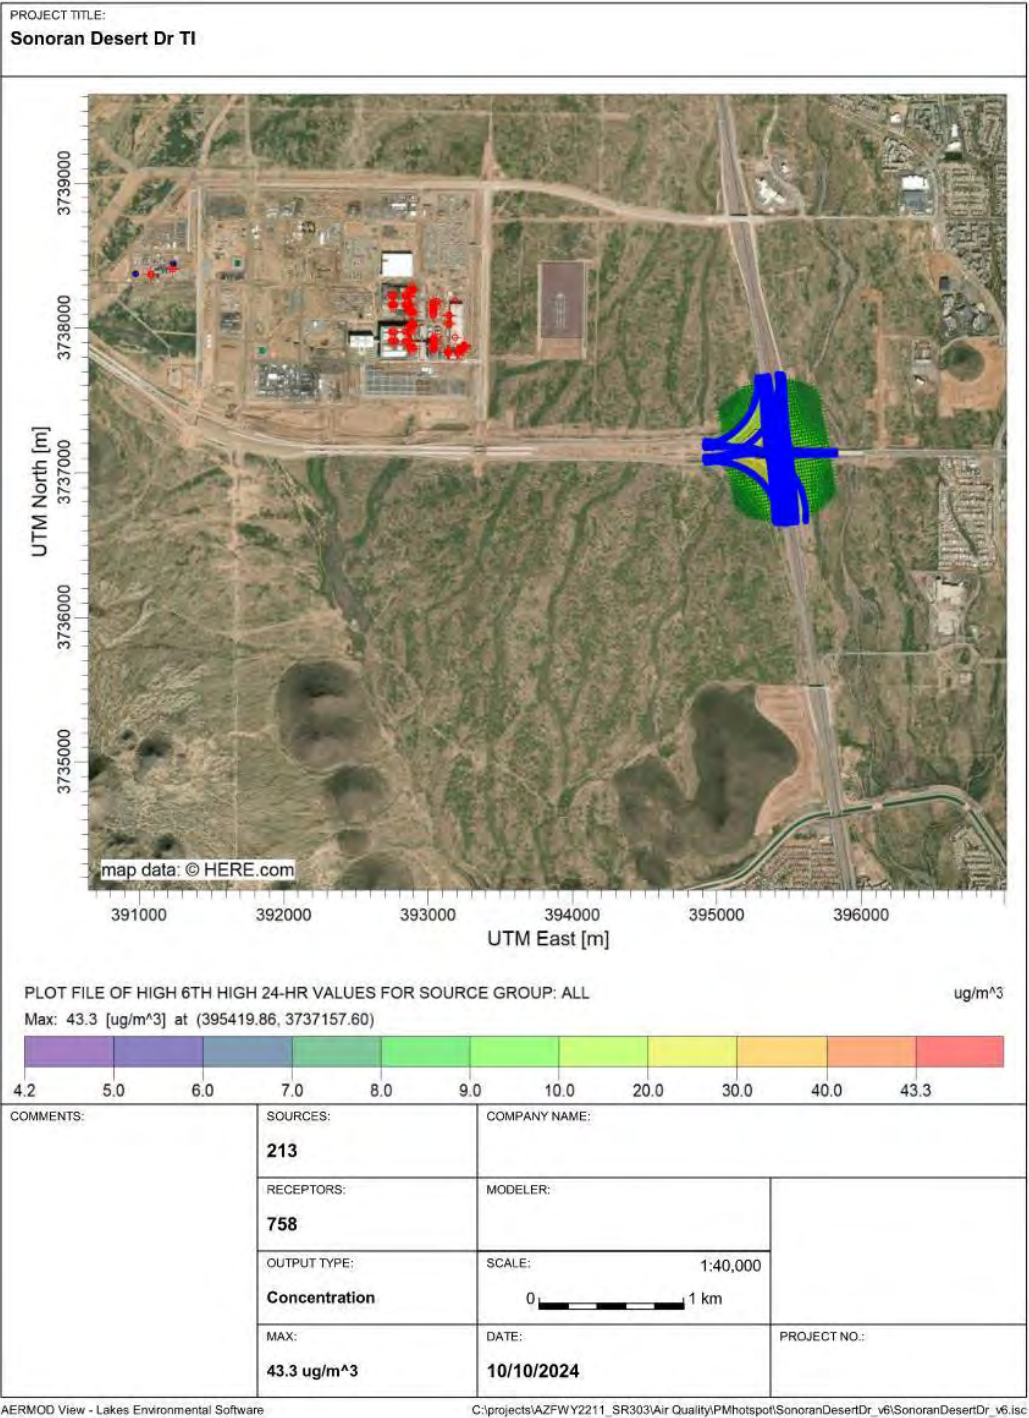 PROJECT TITLE:
Sonoran Desert Dr TI
UTM North [m]
3739000
3738000
3737000
3736000
3735000
map data: © HERE.com
391000 392000 393000 394000 395000 396000
UTM East [m]
PLOT FILE OF HIGH 6TH HIGH 24-HR VALUES FOR SOURCE GROUP: ALL ug/m^3
Max: 43.3 [ug/m^3] at (395419.86, 3737157.60)
4.2 5.0 6.0 7.0 8.0 9.0 10.0 20.0 30.0 40.0 43.3
COMMENTS:
SOURCES:
213
COMPANY NAME:
RECEPTORS:
758
MODELER:
OUTPUT TYPE:
Concentration
SCALE: 1:40,000
0 1 km
MAX:
43.3 ug/m^3
DATE:
10/10/2024
PROJECT NO.:
AERMOD View - Lakes Environmental Software C:\projects\AZFWY2211_SR303\Air Quality\PMhotspot\SonoranDesertDr_v6\SonoranDesertDr_v6.isc